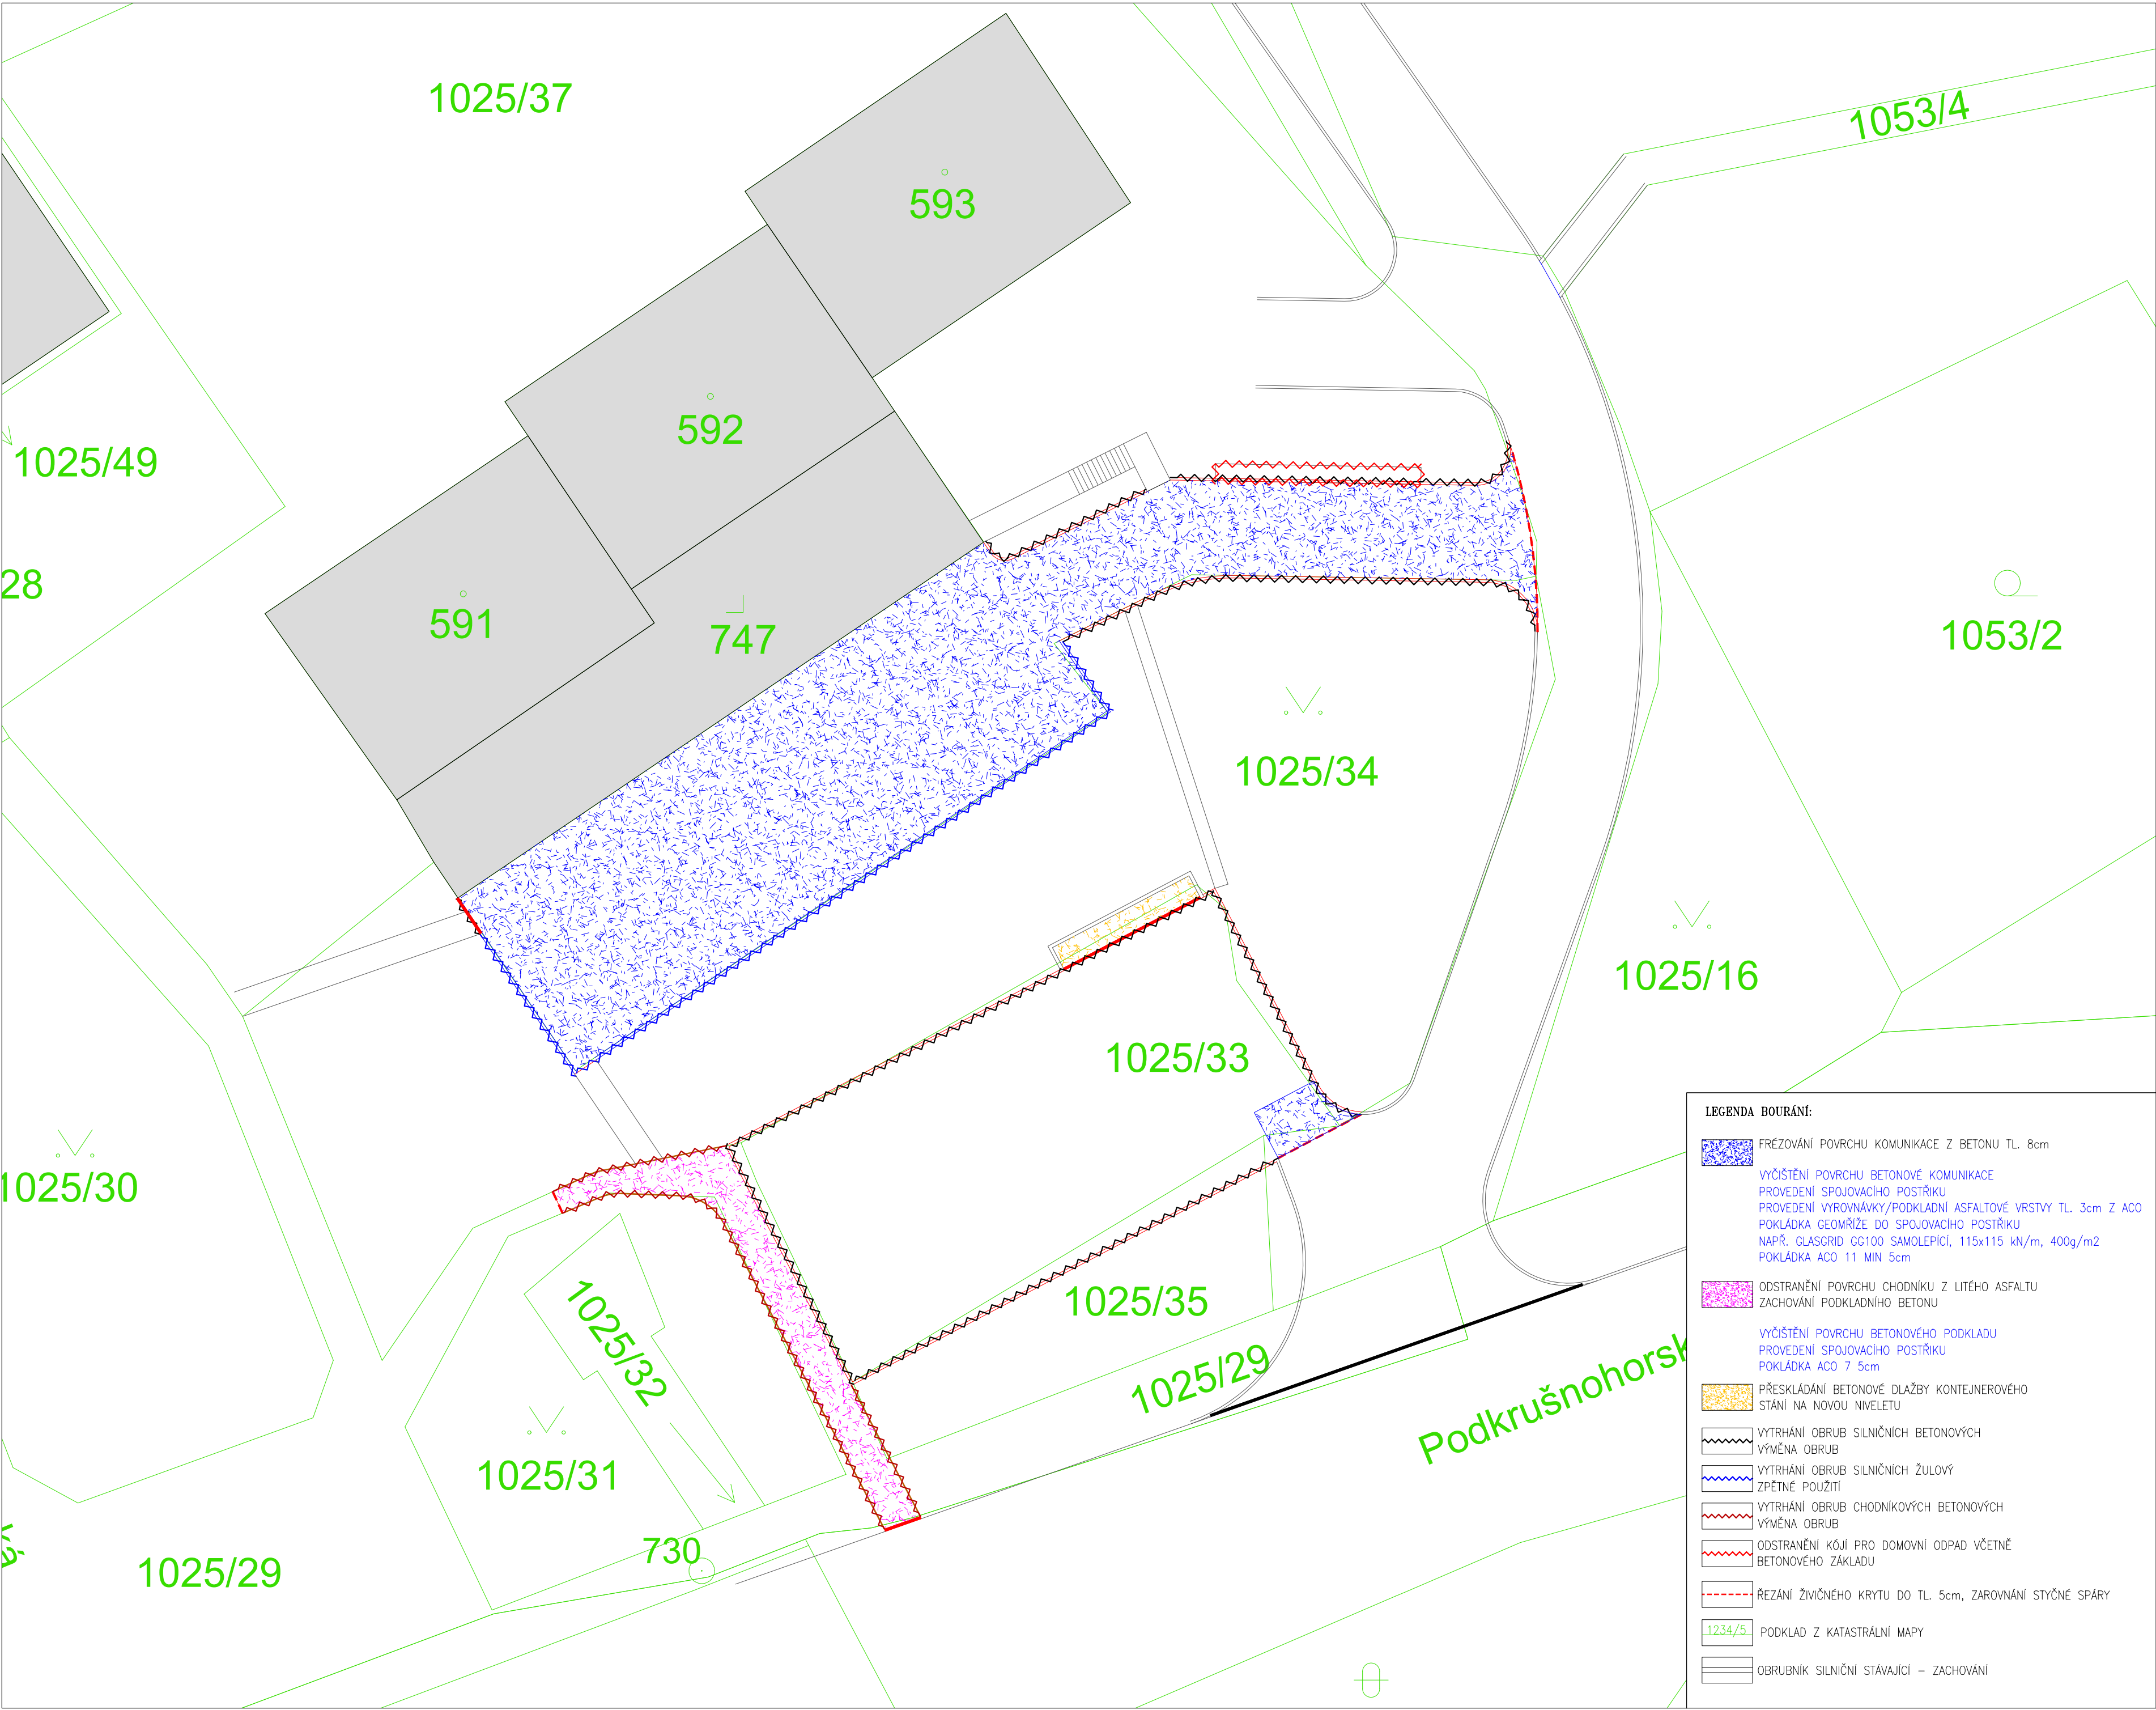 1025/37
1053/4
593
592
1025/49
28
591
747
1053/2
1025/34
1025/16
1025/33
1025/30
1025/35
1025/32
1025/29
Podkrušnohorsk
1025/31
730
ká
1025/29
LEGENDA BOURÁNÍ:
FRÉZOVÁNÍ POVRCHU KOMUNIKACE Z BETONU TL. 8cm
VYČIŠTĚNÍ POVRCHU BETONOVÉ KOMUNIKACE
PROVEDENÍ SPOJOVACÍHO POSTŘIKU
PROVEDENÍ VYROVNÁVKY/PODKLADNÍ ASFALTOVÉ VRSTVY TL. 3cm Z ACO
POKLÁDKA GEOMŘÍŽE DO SPOJOVACÍHO POSTŘIKU
NAPŘ. GLASGRID GG100 SAMOLEPÍCÍ, 115x115 kN/m, 400g/m2
POKLÁDKA ACO 11 MIN 5cm
ODSTRANĚNÍ POVRCHU CHODNÍKU Z LITÉHO ASFALTU
ZACHOVÁNÍ PODKLADNÍHO BETONU
VYČIŠTĚNÍ POVRCHU BETONOVÉHO PODKLADU
PROVEDENÍ SPOJOVACÍHO POSTŘIKU
POKLÁDKA ACO 7 5cm
PŘESKLÁDÁNÍ BETONOVÉ DLAŽBY KONTEJNEROVÉHO
STÁNÍ NA NOVOU NIVELETU
VYTRHÁNÍ OBRUB SILNIČNÍCH BETONOVÝCH
VÝMĚNA OBRUB
VYTRHÁNÍ OBRUB SILNIČNÍCH ŽULOVÝ
ZPĚTNÉ POUŽITÍ
VYTRHÁNÍ OBRUB CHODNÍKOVÝCH BETONOVÝCH
VÝMĚNA OBRUB
ODSTRANĚNÍ KÓJÍ PRO DOMOVNÍ ODPAD VČETNĚ
BETONOVÉHO ZÁKLADU
ŘEZÁNÍ ŽIVIČNÉHO KRYTU DO TL. 5cm, ZAROVNÁNÍ STYČNÉ SPÁRY
1234/5 PODKLAD Z KATASTRÁLNÍ MAPY
OBRUBNÍK SILNIČNÍ STÁVAJÍCÍ – ZACHOVÁNÍ